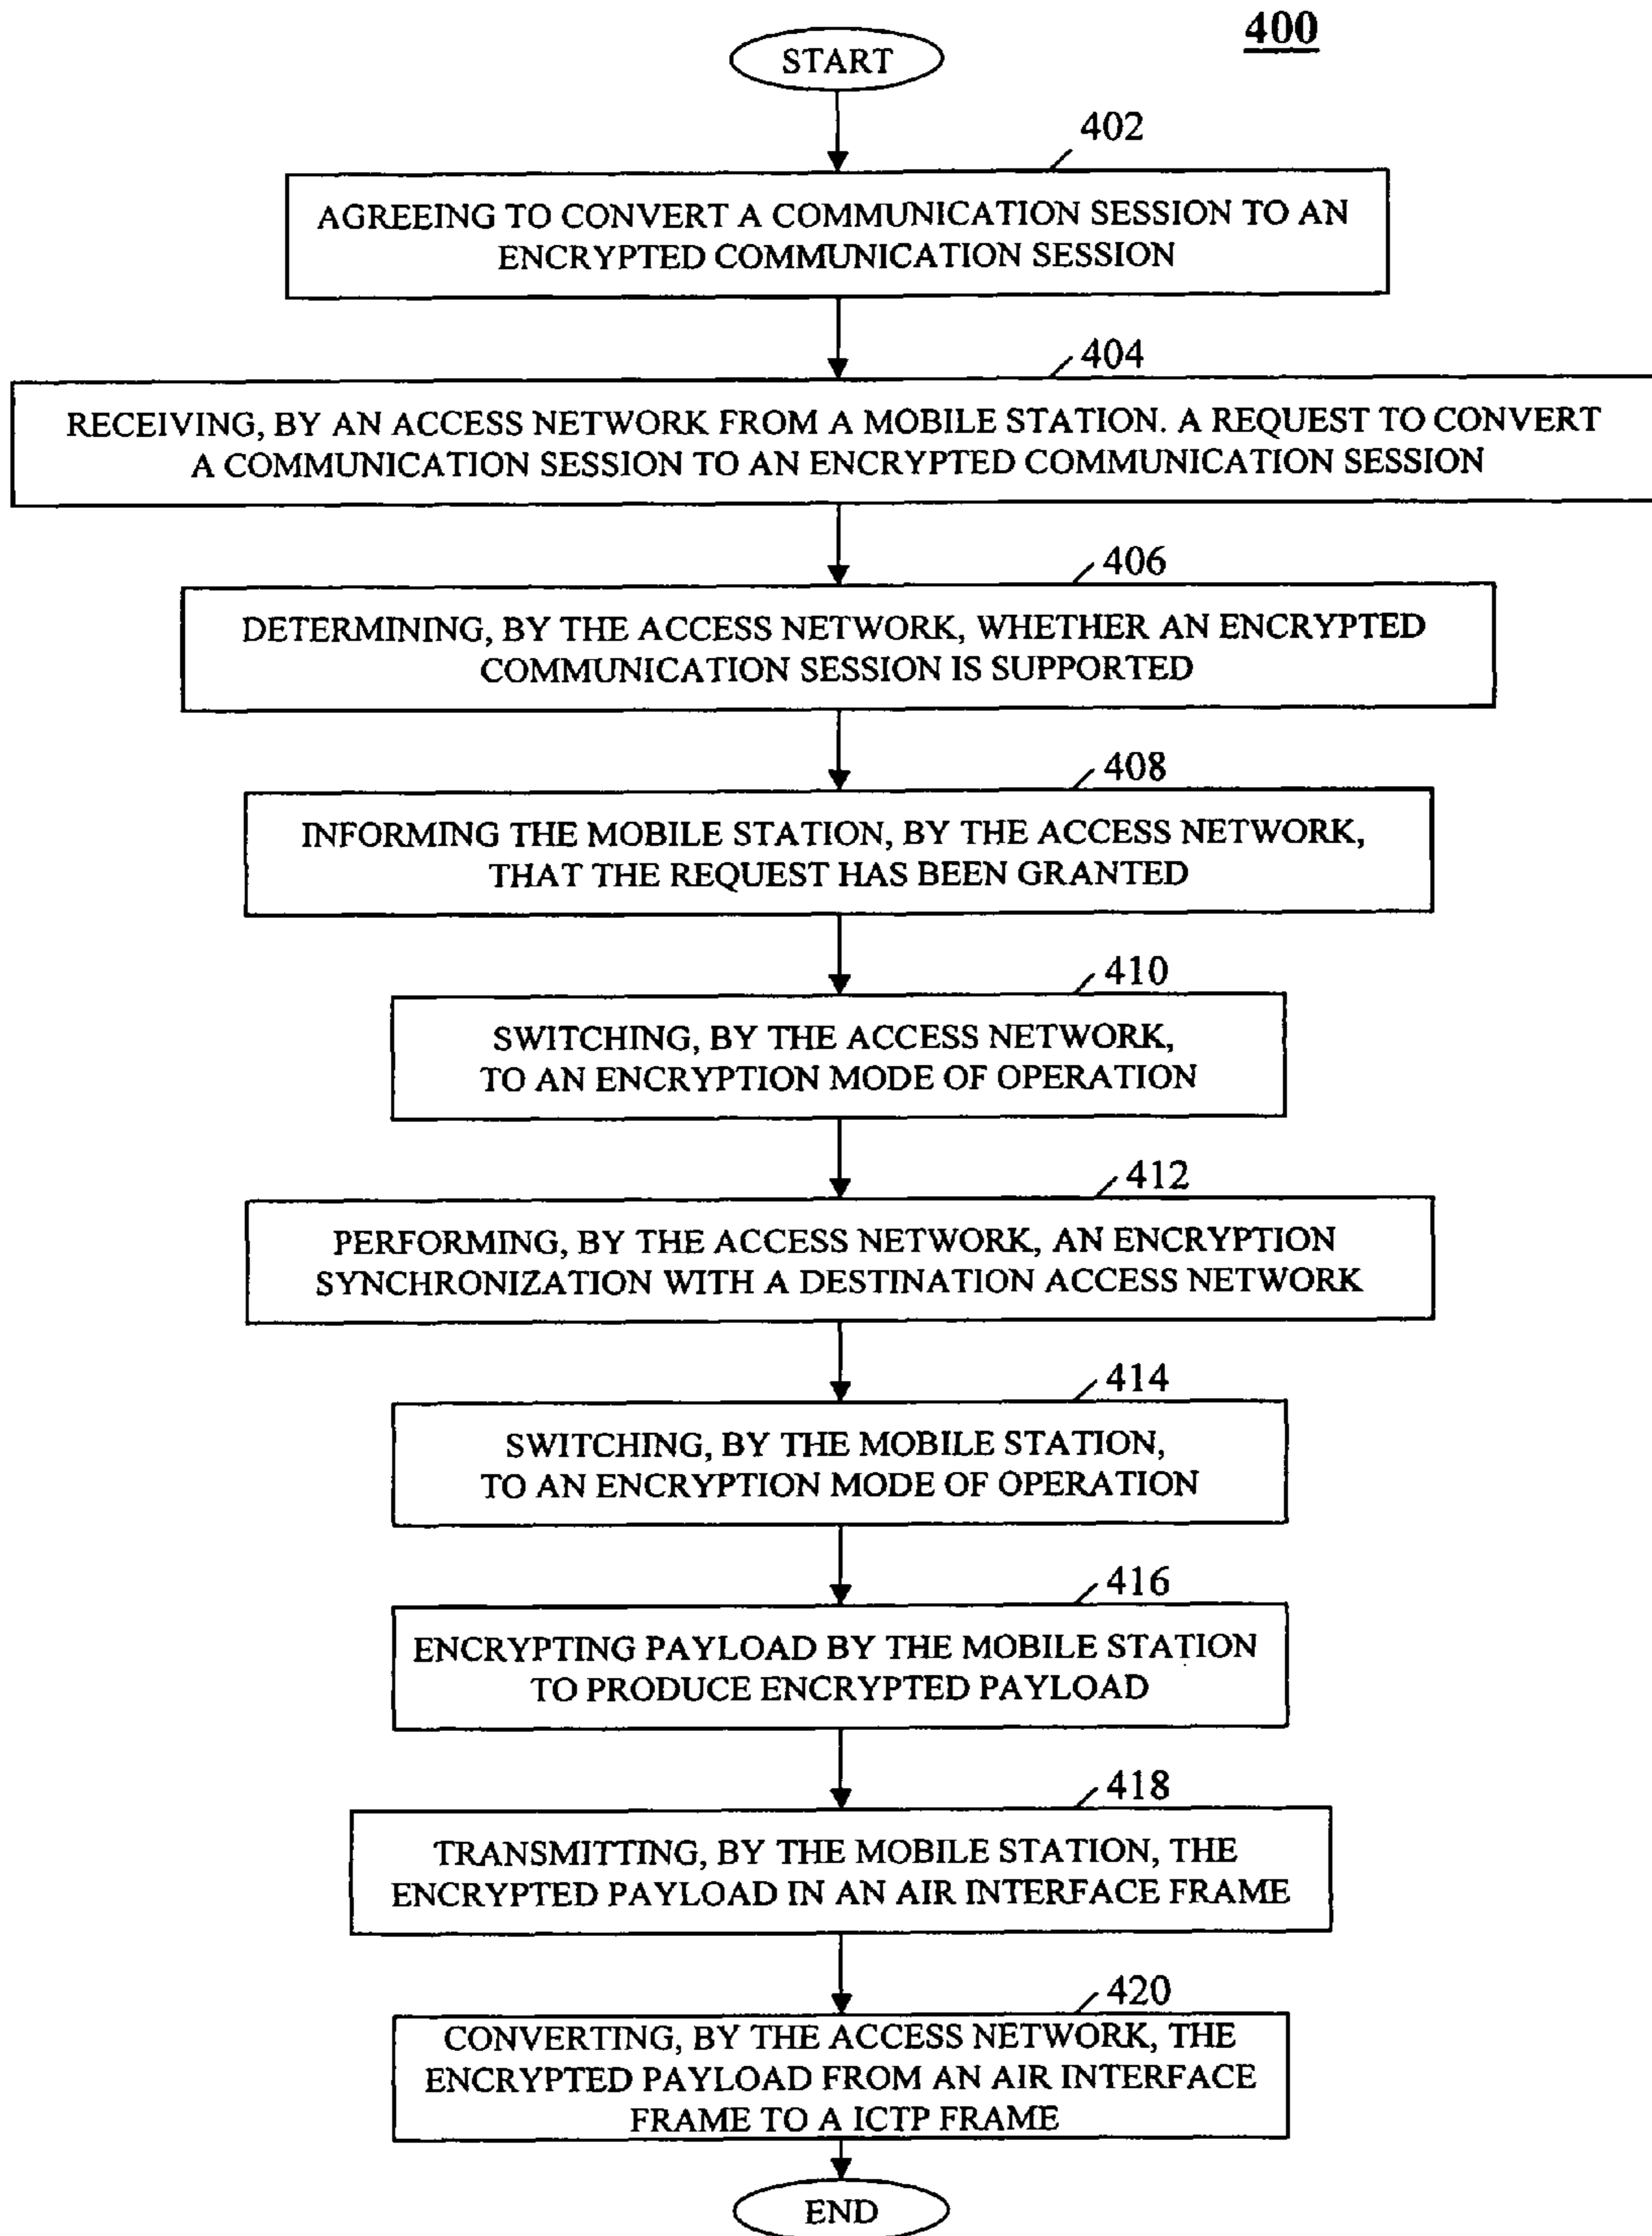 400
START
402
AGREEING TO CONVERT A COMMUNICATION SESSION TO AN
ENCRYPTED COMMUNICATION SESSION
404
RECEIVING, BY AN ACCESS NETWORK FROM A MOBILE STATION. A REQUEST TO CONVERT
A COMMUNICATION SESSION TO AN ENCRYPTED COMMUNICATION SESSION
406
DETERMINING, BY THE ACCESS NETWORK, WHETHER AN ENCRYPTED
COMMUNICATION SESSION IS SUPPORTED
408
INFORMING THE MOBILE STATION, BY THE ACCESS NETWORK,
THAT THE REQUEST HAS BEEN GRANTED
410
SWITCHING, BY THE ACCESS NETWORK,
TO AN ENCRYPTION MODE OF OPERATION
412
PERFORMING, BY THE ACCESS NETWORK, AN ENCRYPTION
SYNCHRONIZATION WITH A DESTINATION ACCESS NETWORK
414
SWITCHING, BY THE MOBILE STATION,
TO AN ENCRYPTION MODE OF OPERATION
416
ENCRYPTING PAYLOAD BY THE MOBILE STATION
TO PRODUCE ENCRYPTED PAYLOAD
418
TRANSMITTING, BY THE MOBILE STATION, THE
ENCRYPTED PAYLOAD IN AN AIR INTERFACE FRAME
420
CONVERTING, BY THE ACCESS NETWORK, THE
ENCRYPTED PAYLOAD FROM AN AIR INTERFACE
FRAME TO A ICTP FRAME
END